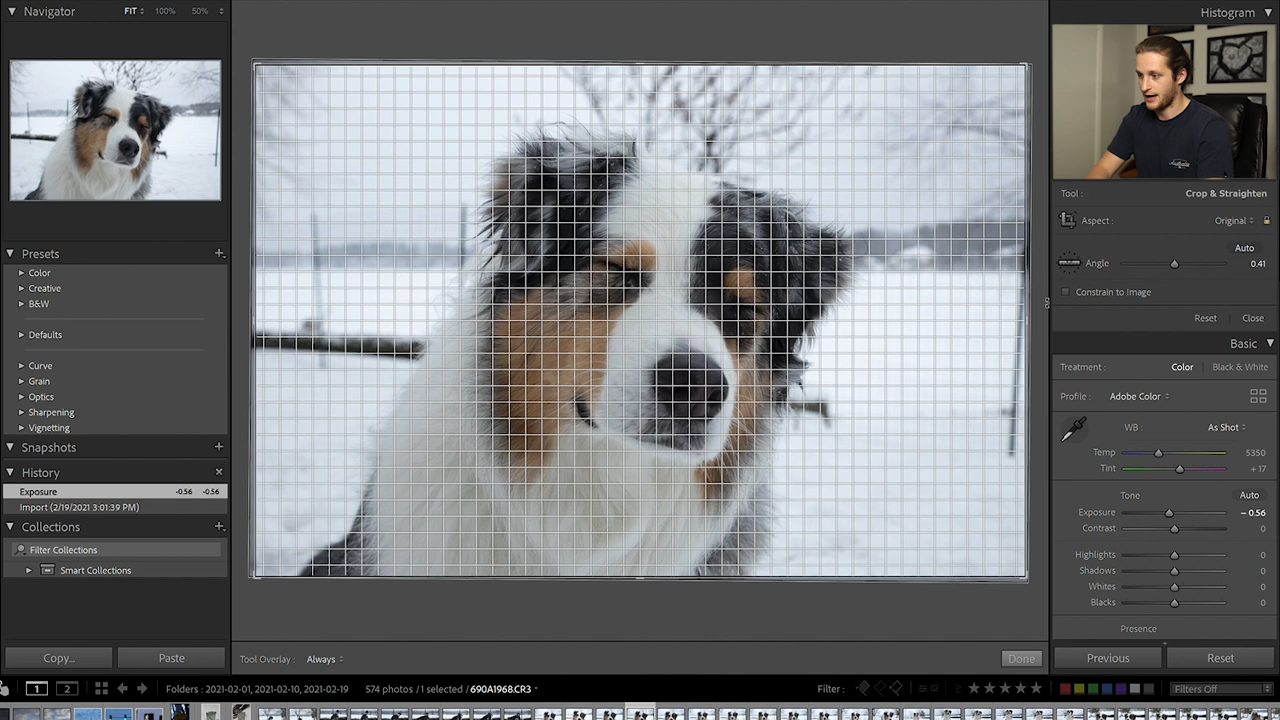 Navigator
FIT 100% 50%
Histogram
Tool : Crop & Straighten
Aspect : Original
Auto
Angle 0.41
Constrain to Image
Reset Close
Basic
Treatment : Color Black & White
Profile : Adobe Color
WB : As Shot
Temp 5350
Tint + 17
Tone Auto
Exposure – 0.56
Contrast 0
Highlights 0
Shadows 0
Whites 0
Blacks 0
Presence
Previous Reset
Presets
Color
Creative
B&W
Defaults
Curve
Grain
Optics
Sharpening
Vignetting
Snapshots
History
Exposure -0.56 -0.56
Import (2/19/2021 3:01:39 PM)
Collections
Filter Collections
Smart Collections
Copy... Paste
Tool Overlay : Always
Done
1 2 Folders : 2021-02-01, 2021-02-10, 2021-02-19 574 photos / 1 selected / 690A1968.CR3
Filter : Filters Off